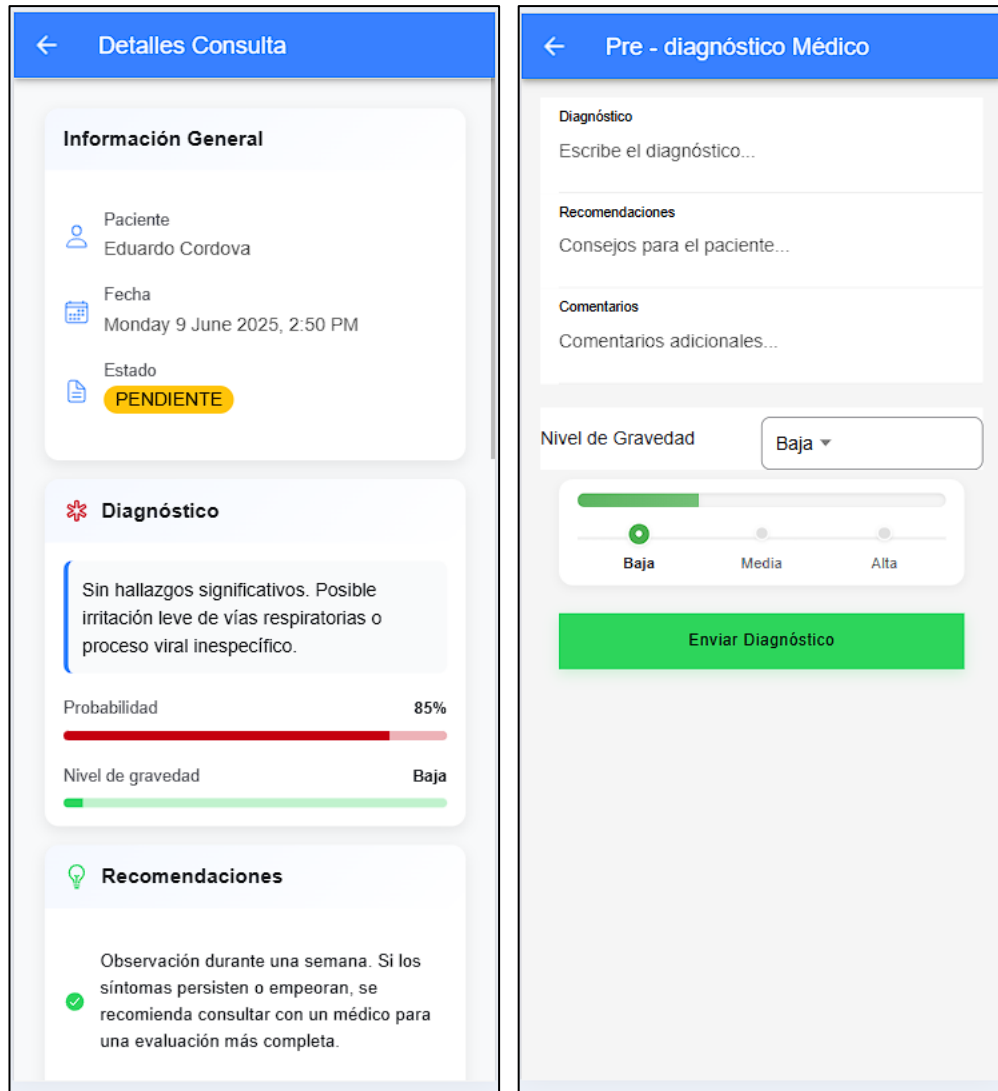 Detalles Consulta
Información General
Paciente
Eduardo Cordova
Fecha
Monday 9 June 2025, 2:50 PM
Estado
PENDIENTE
Diagnóstico
Sin hallazgos significativos. Posible
irritación leve de vías respiratorias o
proceso viral inespecífico.
Probabilidad 85%
Nivel de gravedad Baja
Recomendaciones
Observación durante una semana. Si los
síntomas persisten o empeoran, se
recomienda consultar con un médico para
una evaluación más completa.
Pre - diagnóstico Médico
Diagnóstico
Escribe el diagnóstico...
Recomendaciones
Consejos para el paciente...
Comentarios
Comentarios adicionales...
Nivel de Gravedad Baja
Baja Media Alta
Enviar Diagnóstico